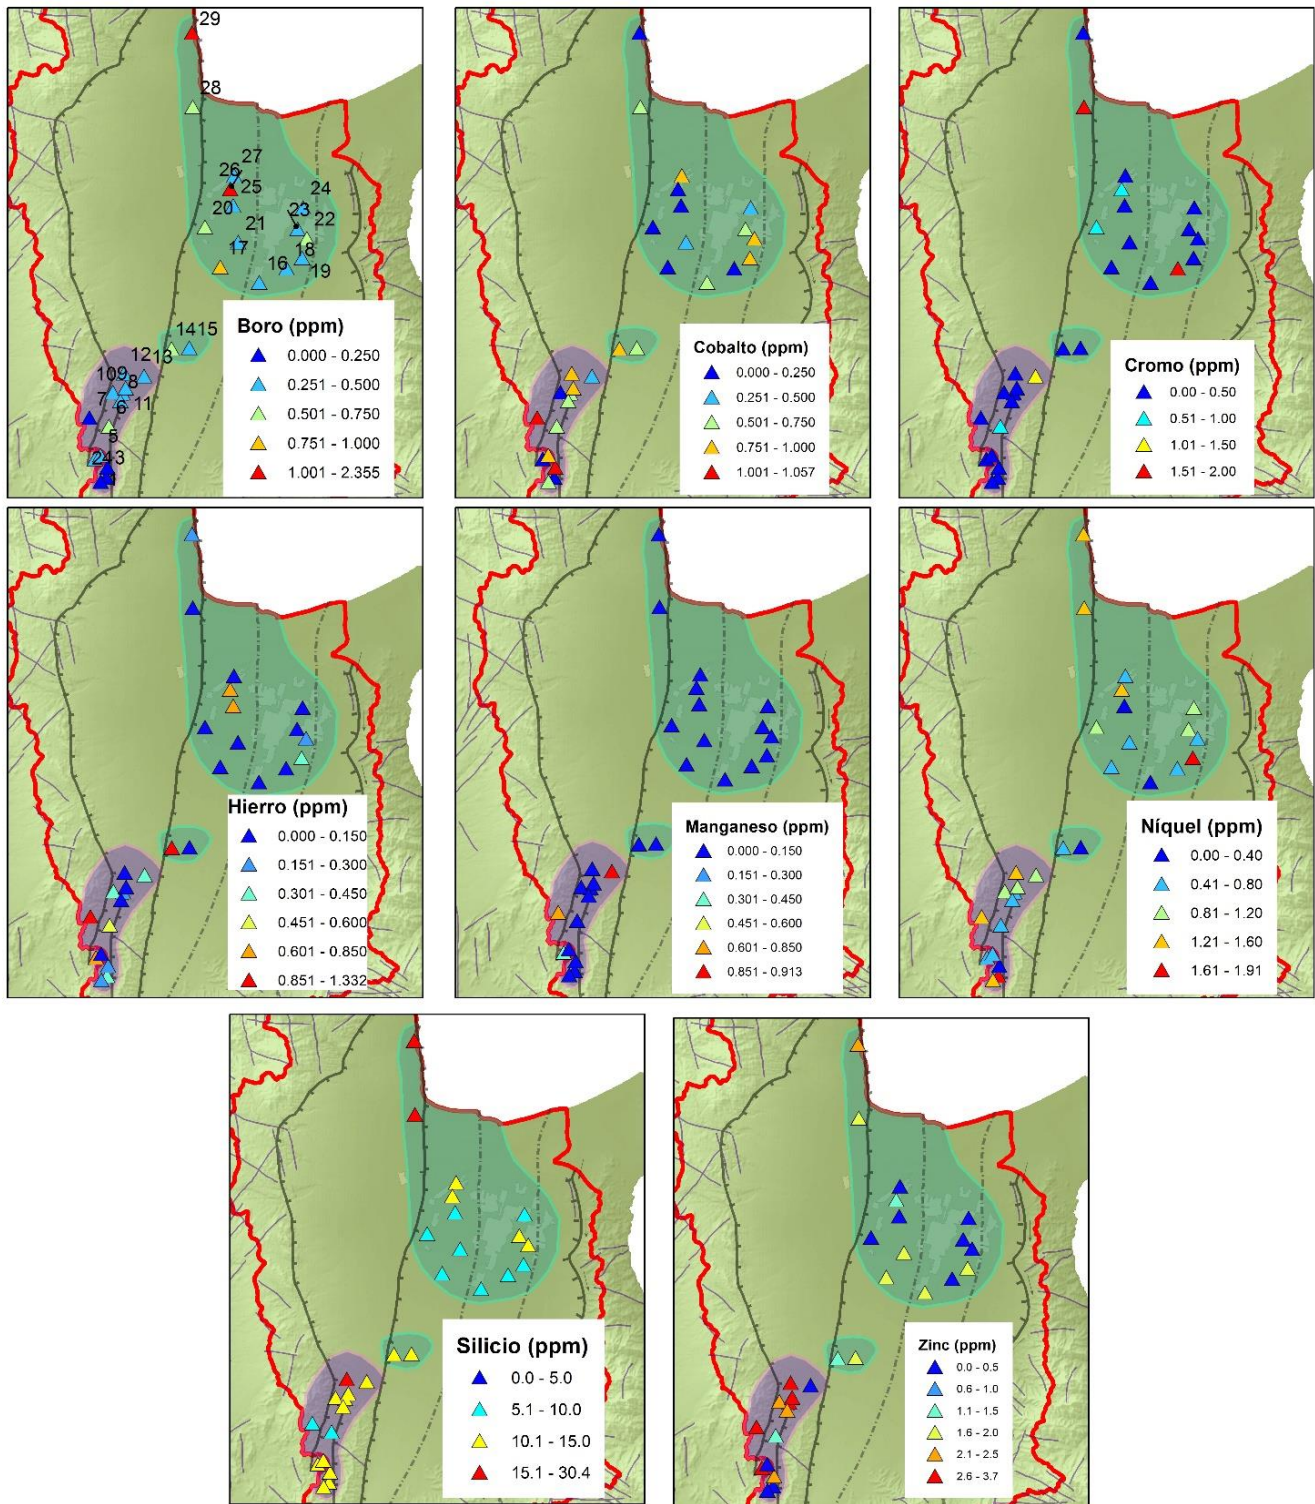 29
28
27
26
25
24
20
21
23
22
17
18
16
19
1415
12
13
109
8
7
6
11
5
24
3
Boro (ppm)
0.000 - 0.250
0.251 - 0.500
0.501 - 0.750
0.751 - 1.000
1.001 - 2.355
Cobalto (ppm)
0.000 - 0.250
0.251 - 0.500
0.501 - 0.750
0.751 - 1.000
1.001 - 1.057
Cromo (ppm)
0.00 - 0.50
0.51 - 1.00
1.01 - 1.50
1.51 - 2.00
Hierro (ppm)
0.000 - 0.150
0.151 - 0.300
0.301 - 0.450
0.451 - 0.600
0.601 - 0.850
0.851 - 1.332
Manganeso (ppm)
0.000 - 0.150
0.151 - 0.300
0.301 - 0.450
0.451 - 0.600
0.601 - 0.850
0.851 - 0.913
Níquel (ppm)
0.00 - 0.40
0.41 - 0.80
0.81 - 1.20
1.21 - 1.60
1.61 - 1.91
Silicio (ppm)
0.0 - 5.0
5.1 - 10.0
10.1 - 15.0
15.1 - 30.4
Zinc (ppm)
0.0 - 0.5
0.6 - 1.0
1.1 - 1.5
1.6 - 2.0
2.1 - 2.5
2.6 - 3.7